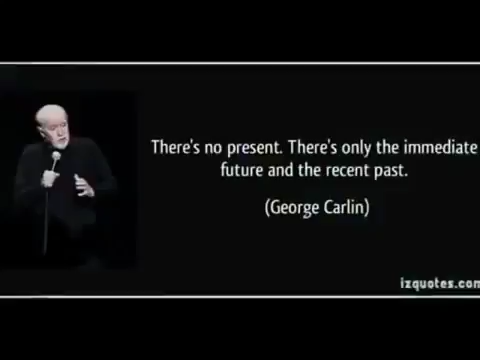 There's no present. There's only the immediate
future and the recent past.
(George Carlin)
izquotes.com